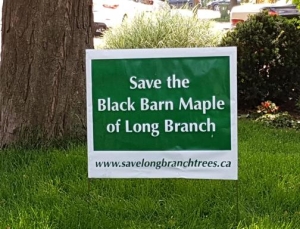 Save the
Black Barn Maple
of Long Branch
www.savelongbranchtrees.ca